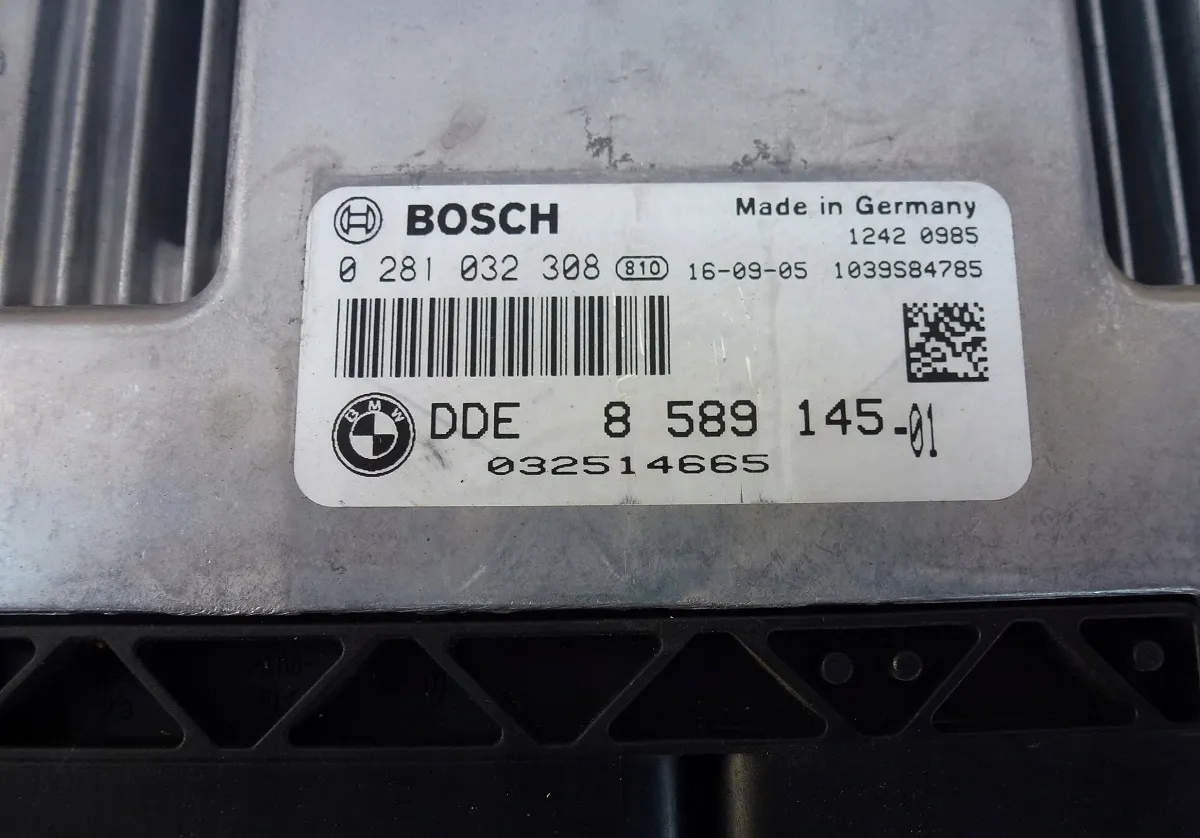 BOSCH
Made in Germany
1242 0985
0 281 032 308 810 16-09-05 1039S84785
BMW DDE 8 589 145-01
032514665